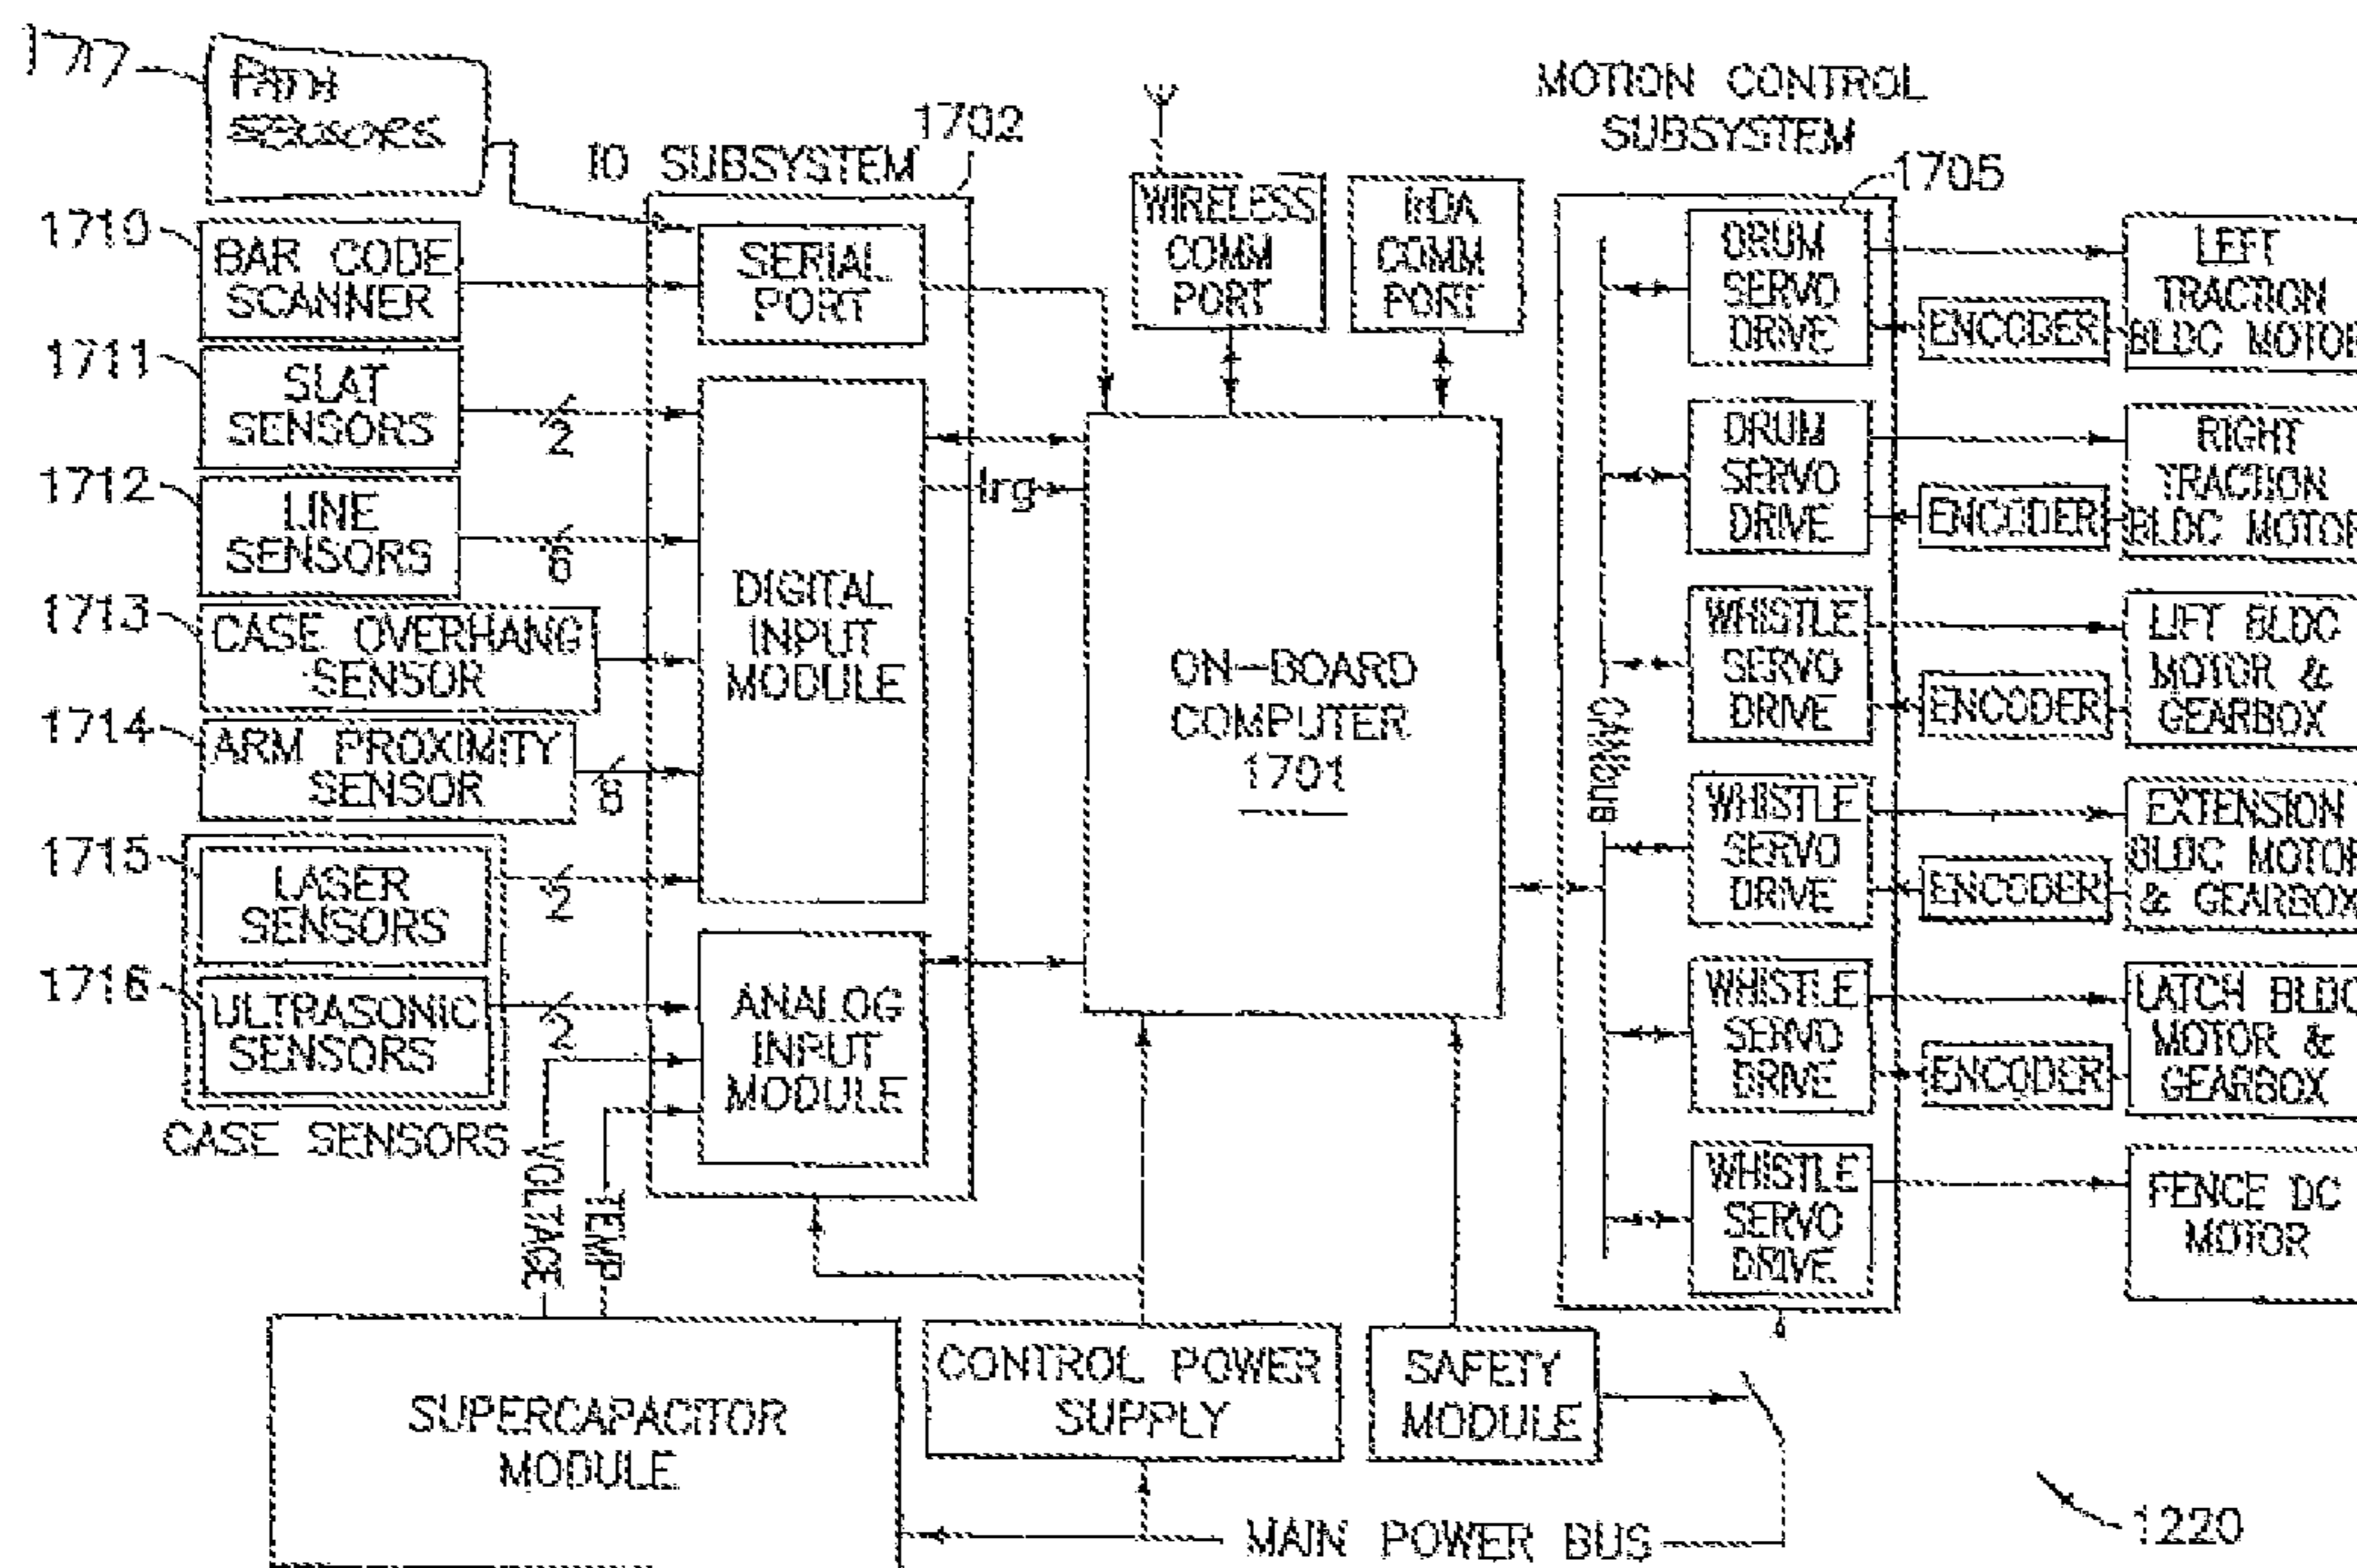 1717
PATH
SENSORS
1702
IO SUBSYSTEM
MOTION CONTROL
SUBSYSTEM
1705
1710
BAR CODE
SCANNER
1711
SLAT
SENSORS
2
1712
LINE
SENSORS
6
1713
CASE OVERHANG
SENSOR
1714
ARM PROXIMITY
SENSOR
8
1715
LASER
SENSORS
2
1716
ULTRASONIC
SENSORS
2
CASE SENSORS
VOLTAGE
TEMP
SERIAL
PORT
DIGITAL
INPUT
MODULE
ANALOG
INPUT
MODULE
Irg
WIRELESS
COMM
PORT
IrDA
COMM
PORT
ON-BOARD
COMPUTER
1701
CANbus
DRUM
SERVO
DRIVE
ENCODER
LEFT
TRACTION
BLDC MOTOR
DRUM
SERVO
DRIVE
ENCODER
RIGHT
TRACTION
BLDC MOTOR
WHISTLE
SERVO
DRIVE
ENCODER
LIFT BLDC
MOTOR &
GEARBOX
WHISTLE
SERVO
DRIVE
ENCODER
EXTENSION
BLDC MOTOR
& GEARBOX
WHISTLE
SERVO
DRIVE
ENCODER
LATCH BLDC
MOTOR &
GEARBOX
WHISTLE
SERVO
DRIVE
FENCE DC
MOTOR
SUPERCAPACITOR
MODULE
CONTROL POWER
SUPPLY
SAFETY
MODULE
MAIN POWER BUS
1220